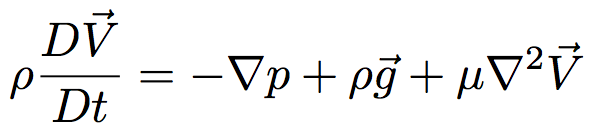 ρ DV⃗/Dt = −∇p + ρg⃗ + μ∇²V⃗